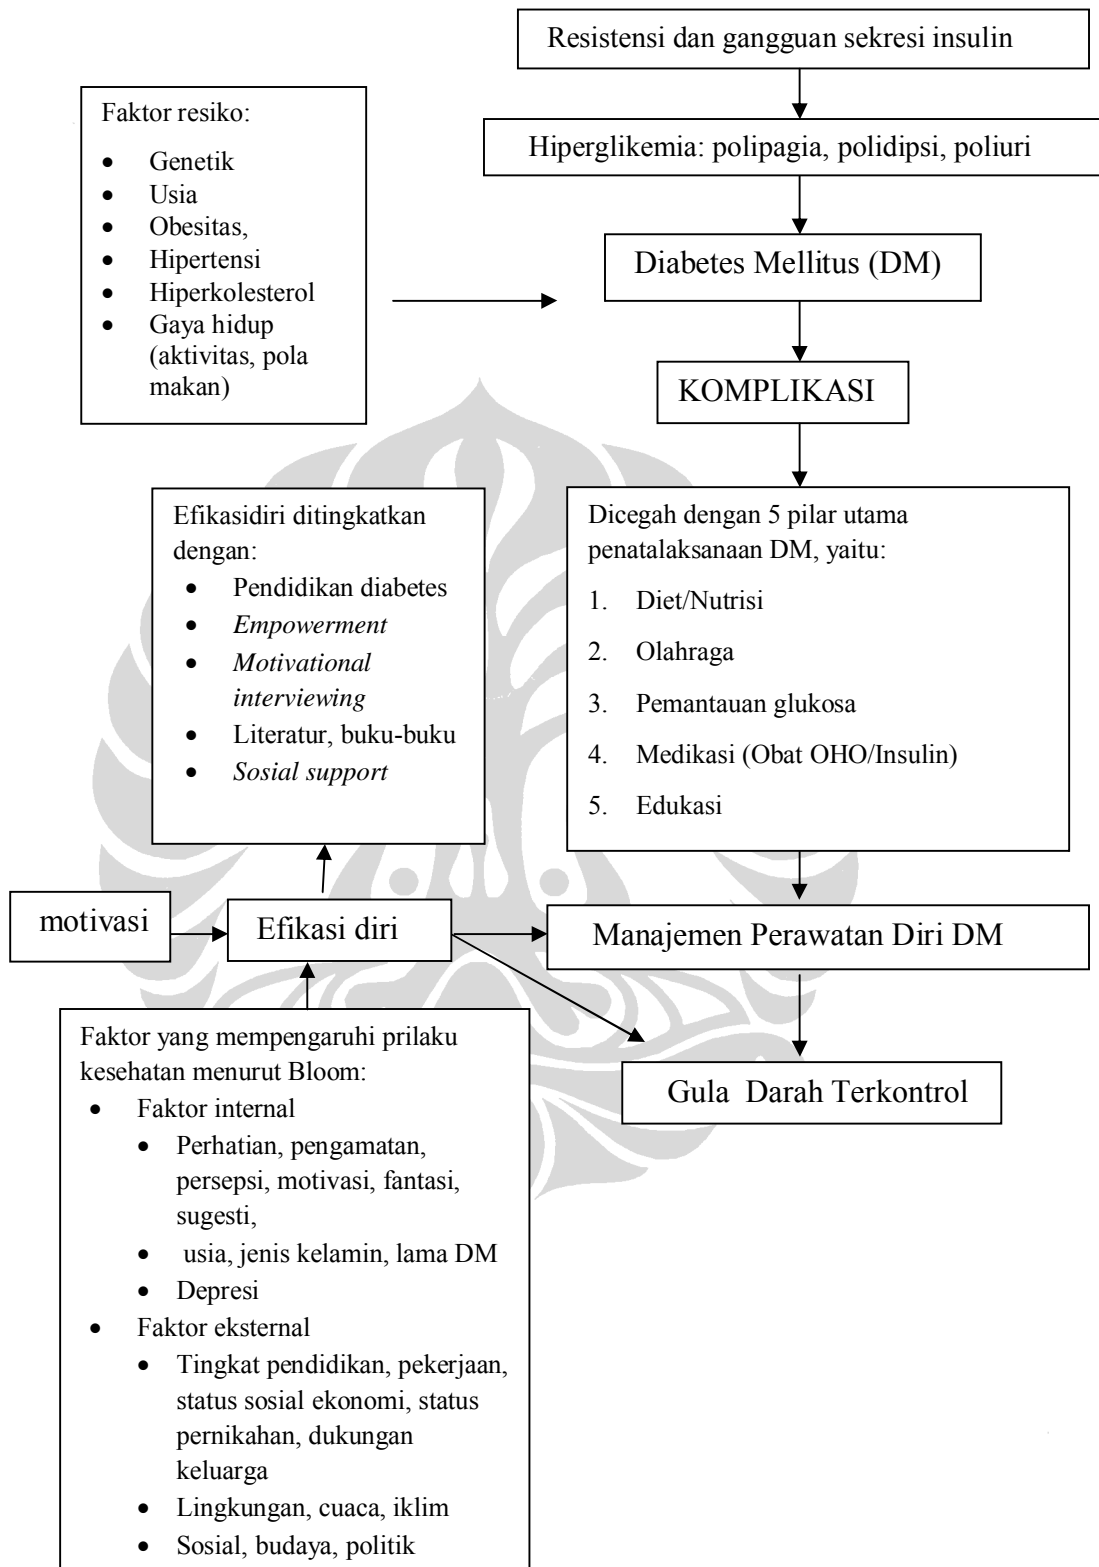 Resistensi dan gangguan sekresi insulin
Hiperglikemia: polipagia, polidipsi, poliuri
Faktor resiko:
• Genetik
• Usia
• Obesitas,
• Hipertensi
• Hiperkolesterol
• Gaya hidup
(aktivitas, pola
makan)
Diabetes Mellitus (DM)
KOMPLIKASI
Efikasidiri ditingkatkan
dengan:
• Pendidikan diabetes
• Empowerment
• Motivational
interviewing
• Literatur, buku-buku
• Sosial support
Dicegah dengan 5 pilar utama
penatalaksanaan DM, yaitu:
1. Diet/Nutrisi
2. Olahraga
3. Pemantauan glukosa
4. Medikasi (Obat OHO/Insulin)
5. Edukasi
motivasi
Efikasi diri
Manajemen Perawatan Diri DM
Gula Darah Terkontrol
Faktor yang mempengaruhi prilaku
kesehatan menurut Bloom:
• Faktor internal
• Perhatian, pengamatan,
persepsi, motivasi, fantasi,
sugesti,
• usia, jenis kelamin, lama DM
• Depresi
• Faktor eksternal
• Tingkat pendidikan, pekerjaan,
status sosial ekonomi, status
pernikahan, dukungan
keluarga
• Lingkungan, cuaca, iklim
• Sosial, budaya, politik